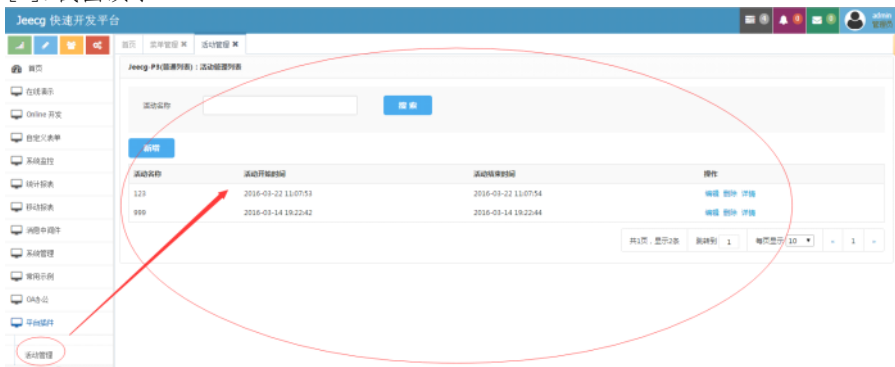 Jeecg 快速开发平台
admin
首页 菜单管理 × 活动管理 ×
首页
在线演示
Online 开发
自定义表单
系统监控
统计报表
移动报表
消息中间件
系统管理
常用示例
OA办公
平台插件
活动管理
Jeecg-P3(普通列表) : 活动管理列表
活动名称 搜 索
新增
活动名称 活动开始时间 活动结束时间 操作
123 2016-03-22 11:07:53 2016-03-22 11:07:54 编辑 删除 详情
999 2016-03-14 19:22:42 2016-03-14 19:22:44 编辑 删除 详情
共1页 , 显示2条 跳转到 1 每页显示 10 « 1 »